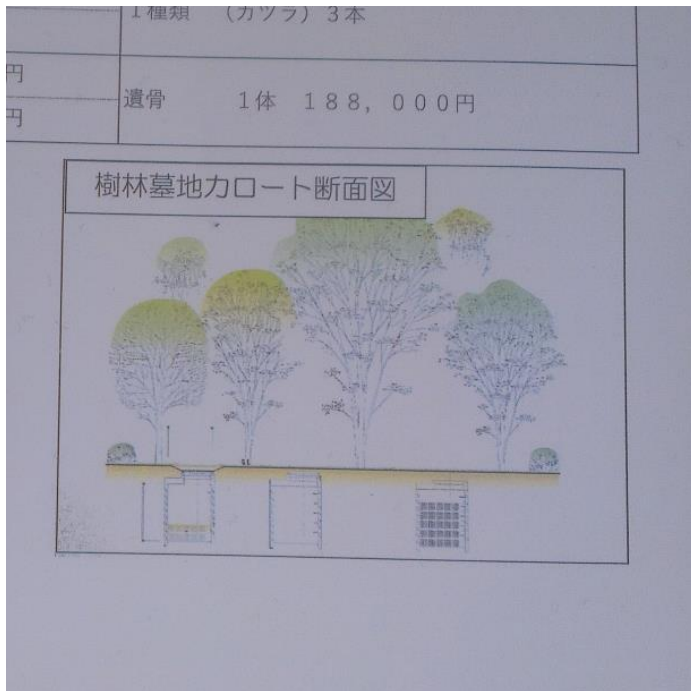 1種類　（カツラ）3本
円
遺骨　1体　188,000円
円
樹林墓地カロート断面図